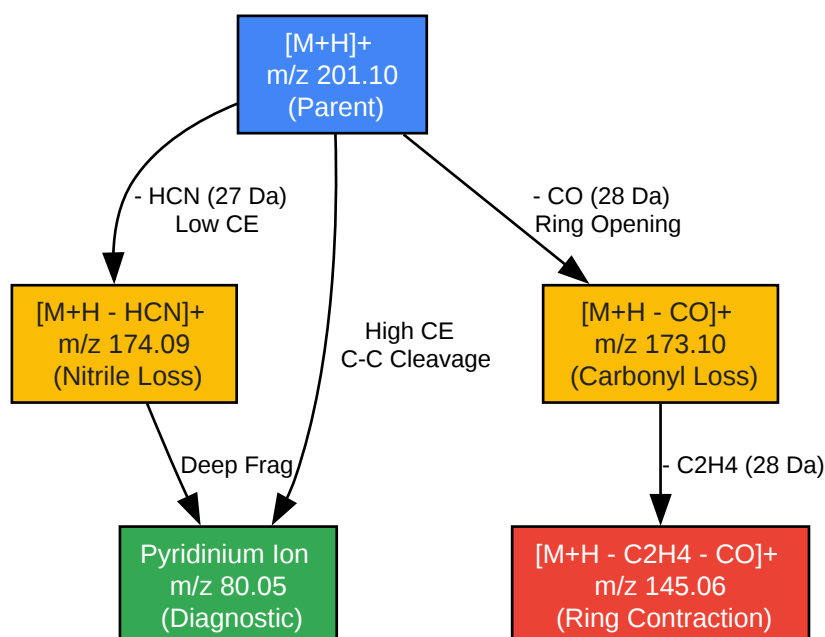 [M+H]+
m/z 201.10
(Parent)
- HCN (27 Da)
Low CE
- CO (28 Da)
Ring Opening
[M+H - HCN]+
m/z 174.09
(Nitrile Loss)
High CE
C-C Cleavage
[M+H - CO]+
m/z 173.10
(Carbonyl Loss)
Deep Frag
- C2H4 (28 Da)
Pyridinium Ion
m/z 80.05
(Diagnostic)
[M+H - C2H4 - CO]+
m/z 145.06
(Ring Contraction)